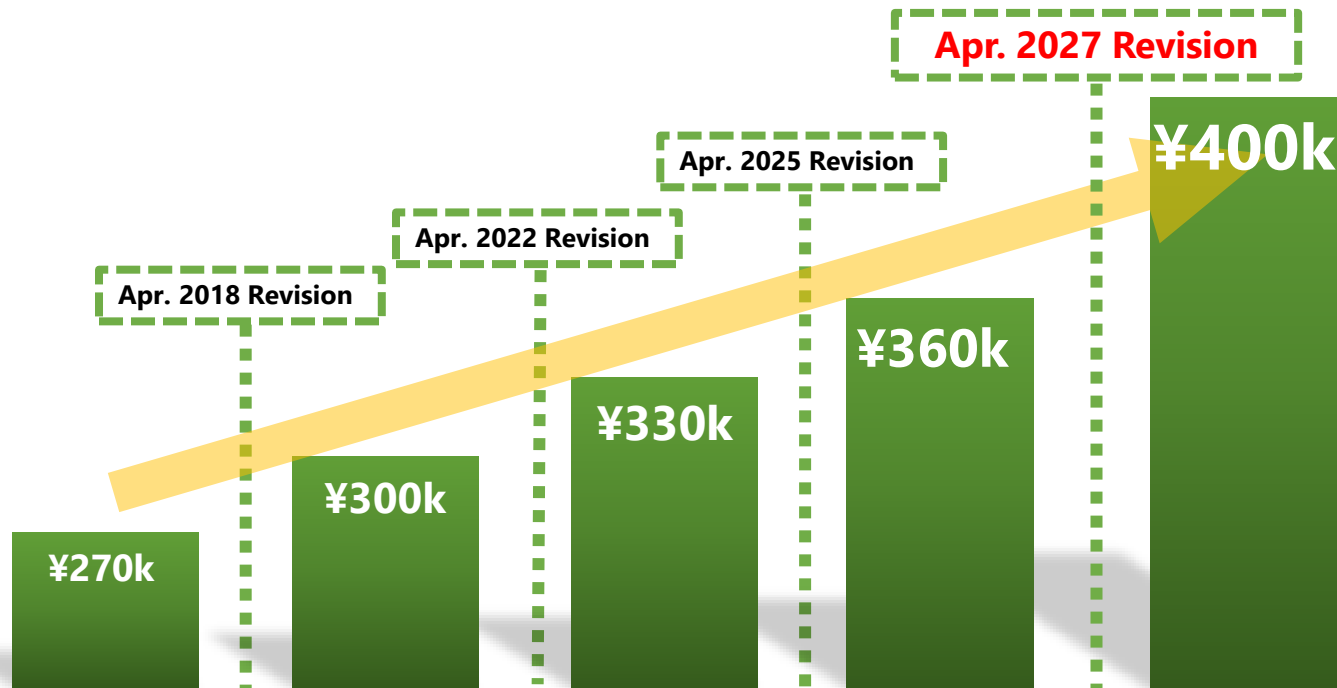 Apr. 2027 Revision
¥400k
Apr. 2025 Revision
Apr. 2022 Revision
Apr. 2018 Revision
¥360k
¥330k
¥300k
¥270k